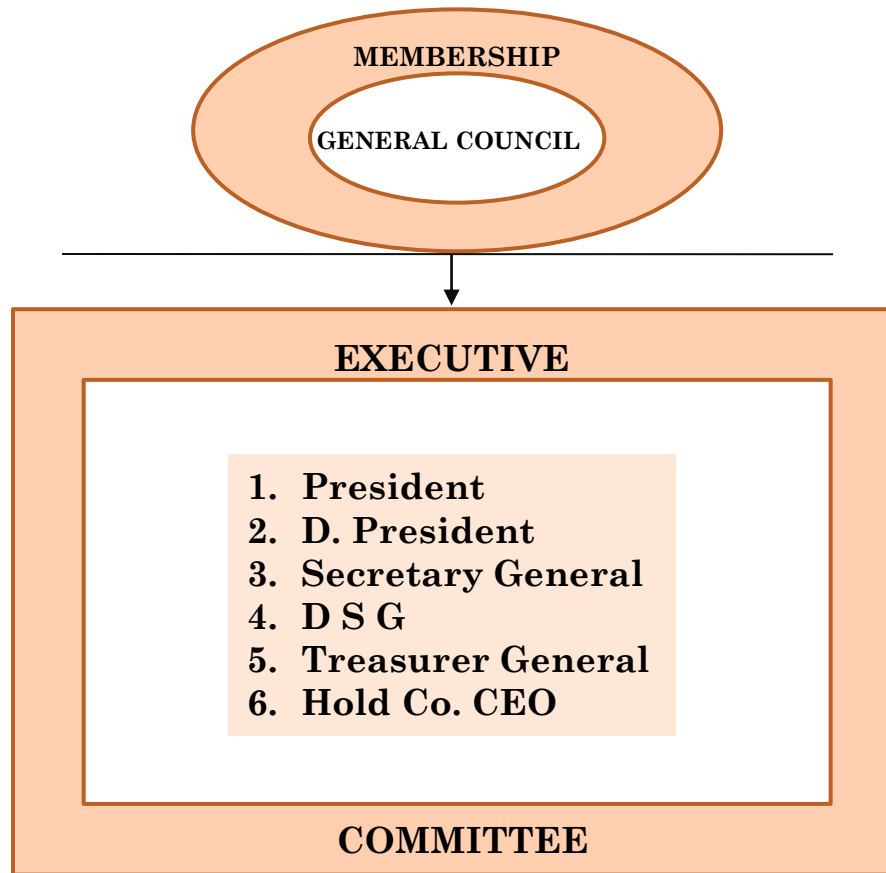 MEMBERSHIP
GENERAL COUNCIL
EXECUTIVE
1. President
2. D. President
3. Secretary General
4. D S G
5. Treasurer General
6. Hold Co. CEO
COMMITTEE